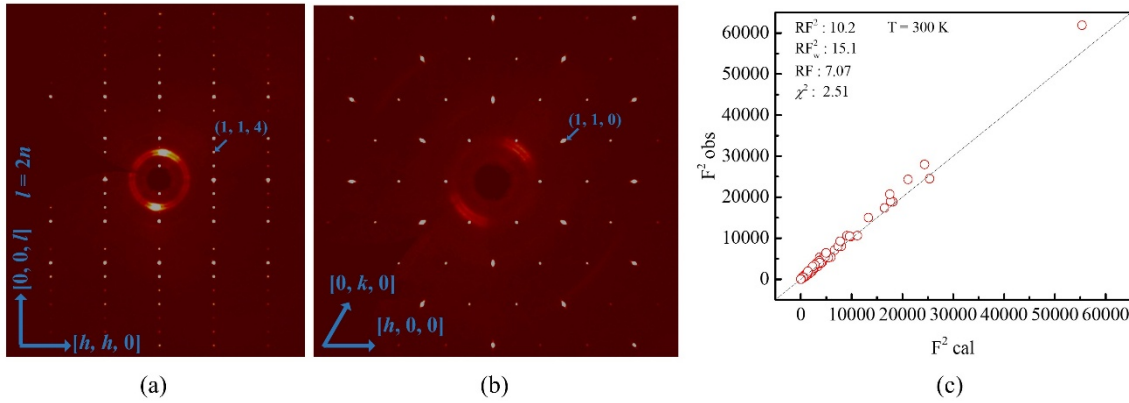 (1, 1, 4)
[0, 0, l] l = 2n
[h, h, 0]
(a)
(1, 1, 0)
[0, k, 0]
[h, 0, 0]
(b)
RF² : 10.2 T = 300 K
RF²w : 15.1
RF : 7.07
χ² : 2.51
F² obs
60000
50000
40000
30000
20000
10000
0
0 10000 20000 30000 40000 50000 60000
F² cal
(c)